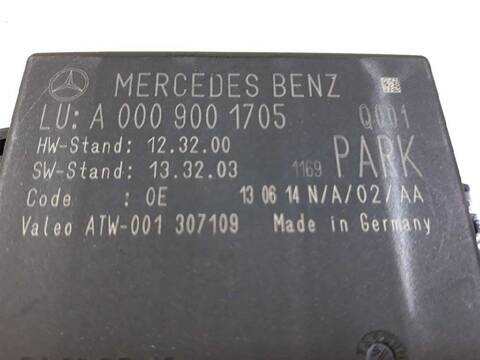 MERCEDES BENZ
LU: A 000 900 1705 Q001
HW-Stand: 12.32.00
SW-Stand: 13.32.03 1169 PARK
Code : 0E 13 06 14 N/A/02/AA
Valeo ATW-001 307109 Made in Germany